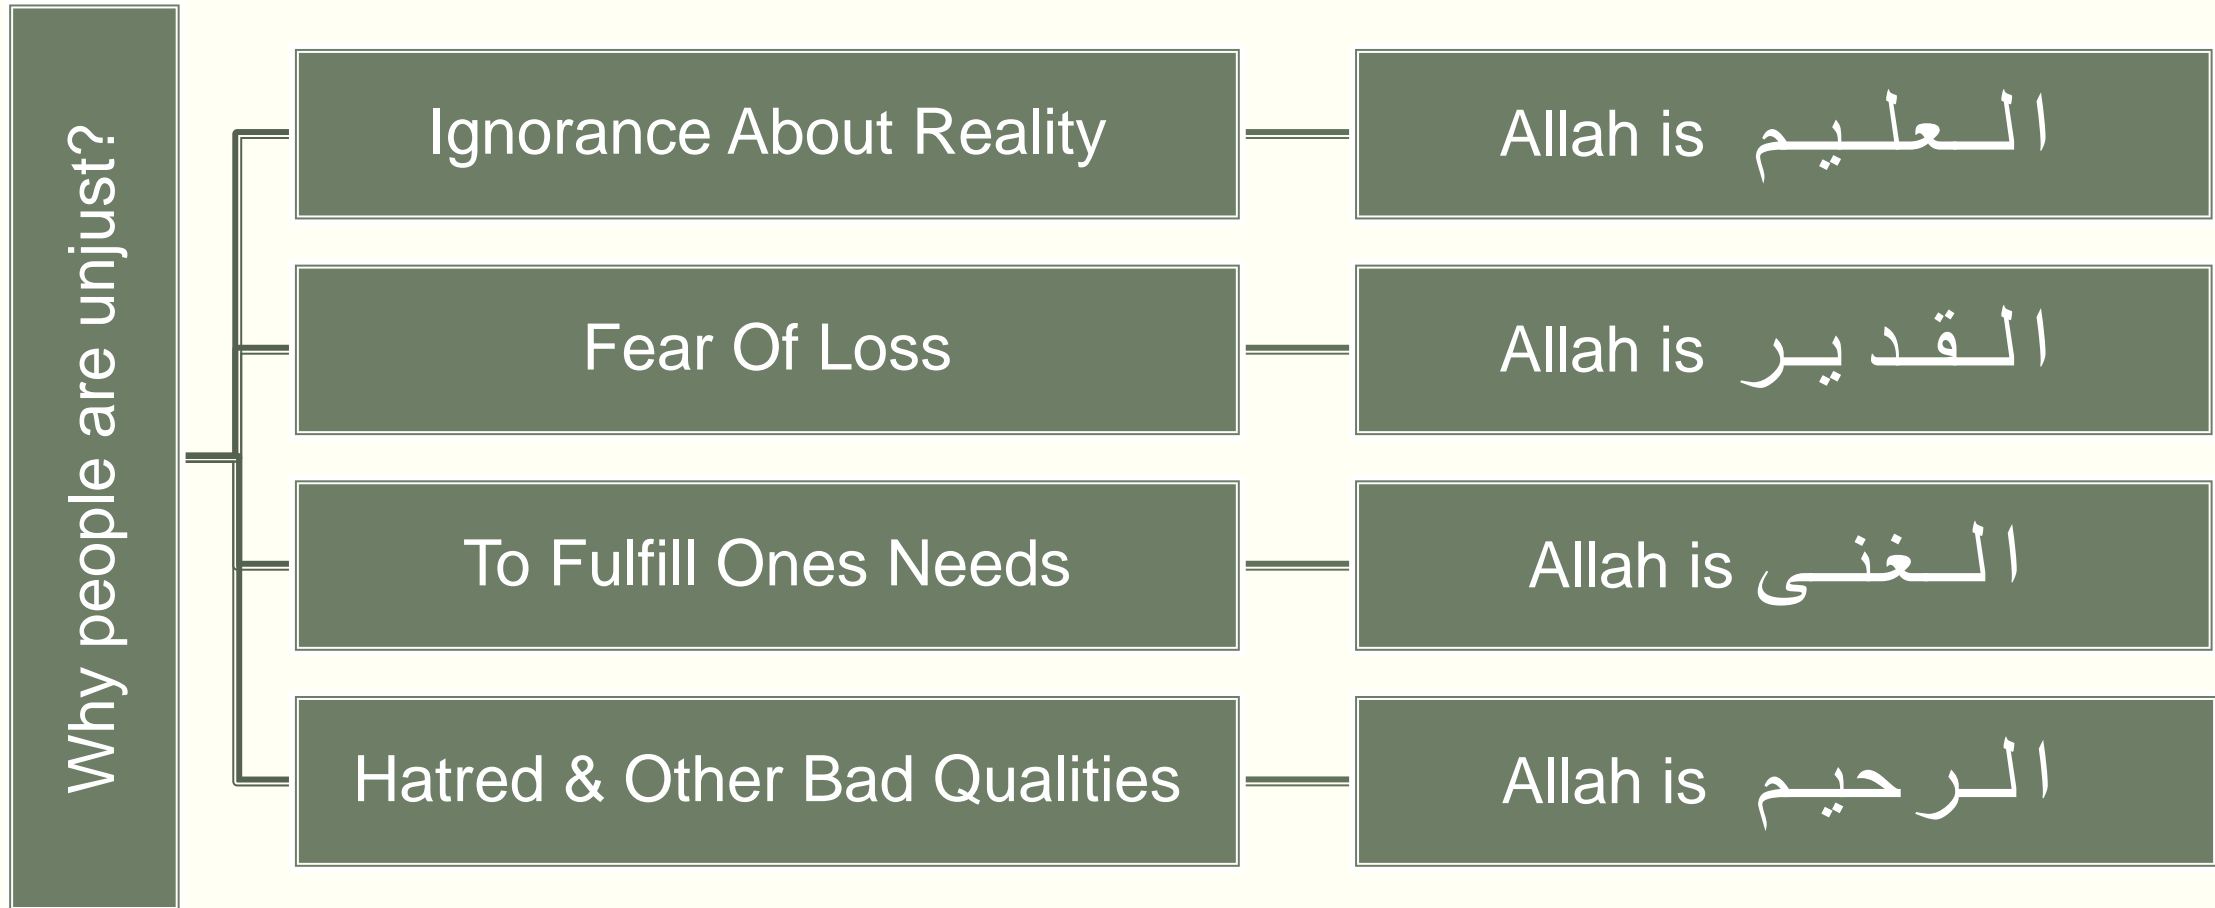 Why people are unjust?
Ignorance About Reality
Allah is العليم
Fear Of Loss
Allah is القدير
To Fulfill Ones Needs
Allah is الغنى
Hatred & Other Bad Qualities
Allah is الرحيم